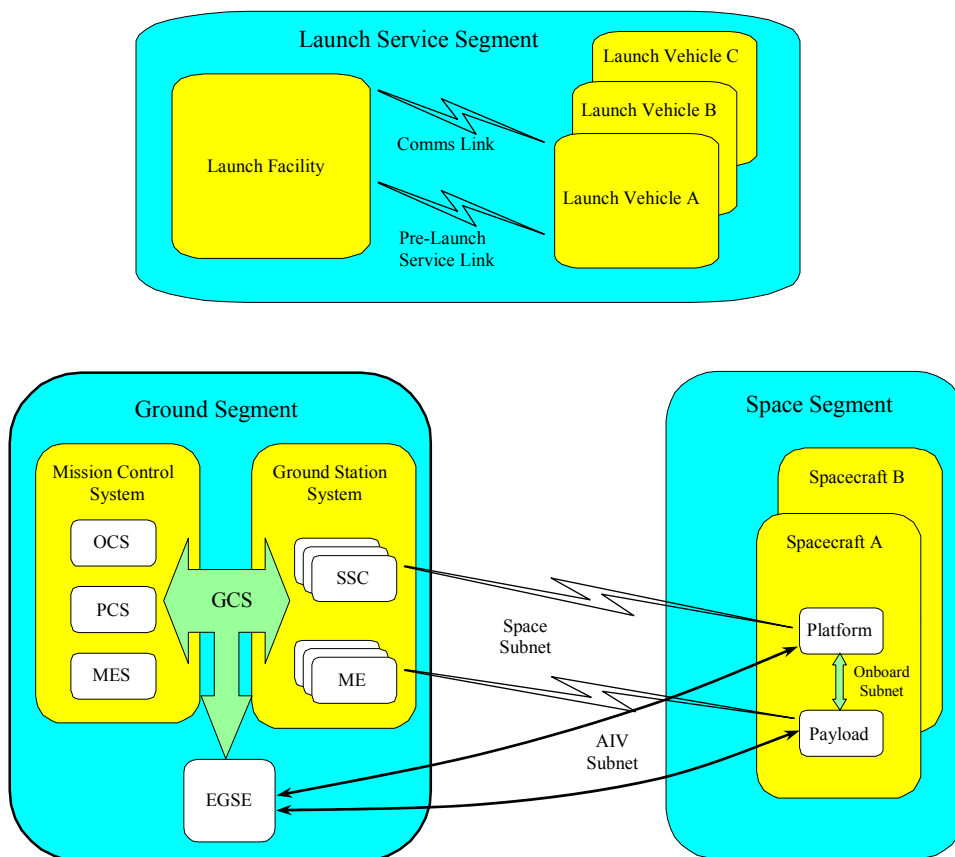 Launch Service Segment
Launch Facility
Comms Link
Pre-Launch
Service Link
Launch Vehicle C
Launch Vehicle B
Launch Vehicle A
Ground Segment
Mission Control
System
OCS
PCS
MES
GCS
Ground Station
System
SSC
ME
EGSE
Space
Subnet
AIV
Subnet
Space Segment
Spacecraft B
Spacecraft A
Platform
Onboard
Subnet
Payload